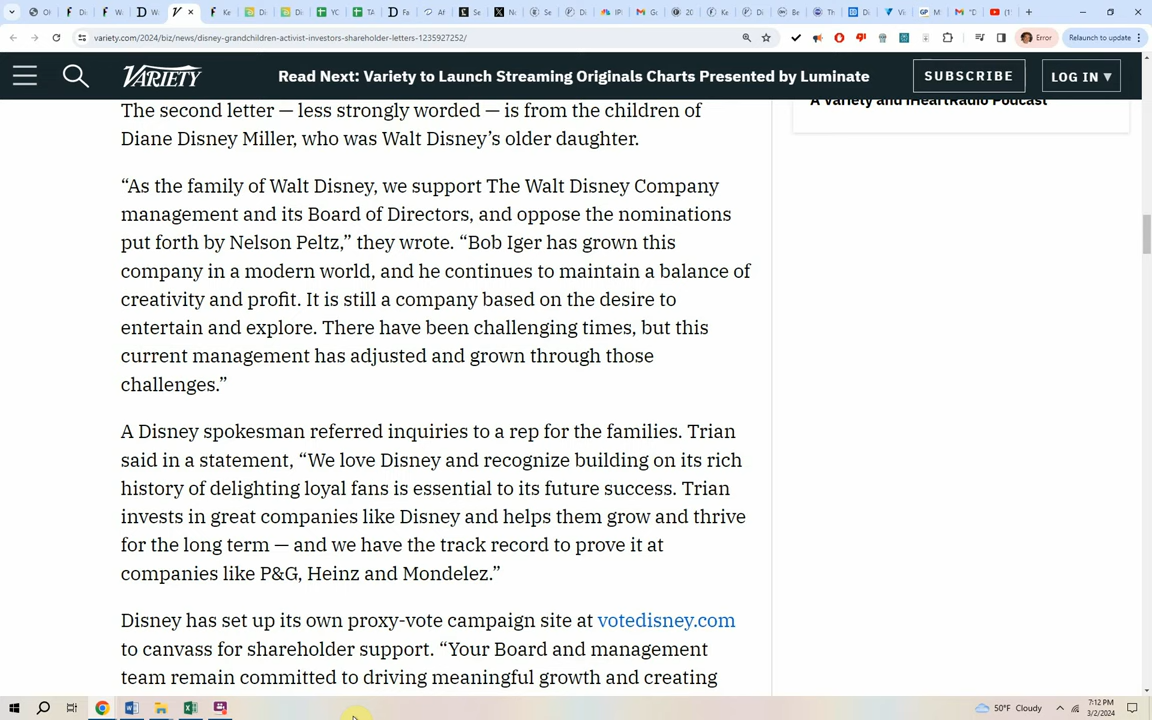 variety.com/2024/biz/news/disney-grandchildren-activist-investors-shareholder-letters-1235927252/
Error
Relaunch to update
VARIETY
Read Next: Variety to Launch Streaming Originals Charts Presented by Luminate
SUBSCRIBE
LOG IN ▾
A Variety and iHeartRadio Podcast
The second letter — less strongly worded — is from the children of
Diane Disney Miller, who was Walt Disney’s older daughter.
“As the family of Walt Disney, we support The Walt Disney Company
management and its Board of Directors, and oppose the nominations
put forth by Nelson Peltz,” they wrote. “Bob Iger has grown this
company in a modern world, and he continues to maintain a balance of
creativity and profit. It is still a company based on the desire to
entertain and explore. There have been challenging times, but this
current management has adjusted and grown through those
challenges.”
A Disney spokesman referred inquiries to a rep for the families. Trian
said in a statement, “We love Disney and recognize building on its rich
history of delighting loyal fans is essential to its future success. Trian
invests in great companies like Disney and helps them grow and thrive
for the long term — and we have the track record to prove it at
companies like P&G, Heinz and Mondelez.”
Disney has set up its own proxy-vote campaign site at votedisney.com
to canvass for shareholder support. “Your Board and management
team remain committed to driving meaningful growth and creating
50°F Cloudy
7:12 PM
3/2/2024